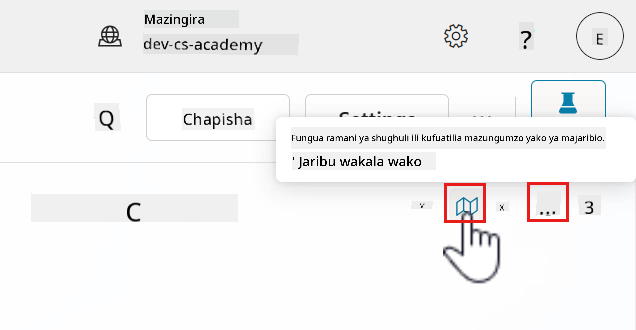 Mazingira
dev-cs-academy
?
E
Q
Chapisha
Settings
...
Fungua ramani ya shughuli ili kufuatilia mazungumzo yako ya majaribio.
' Jaribu wakala wako
C
x
...
3